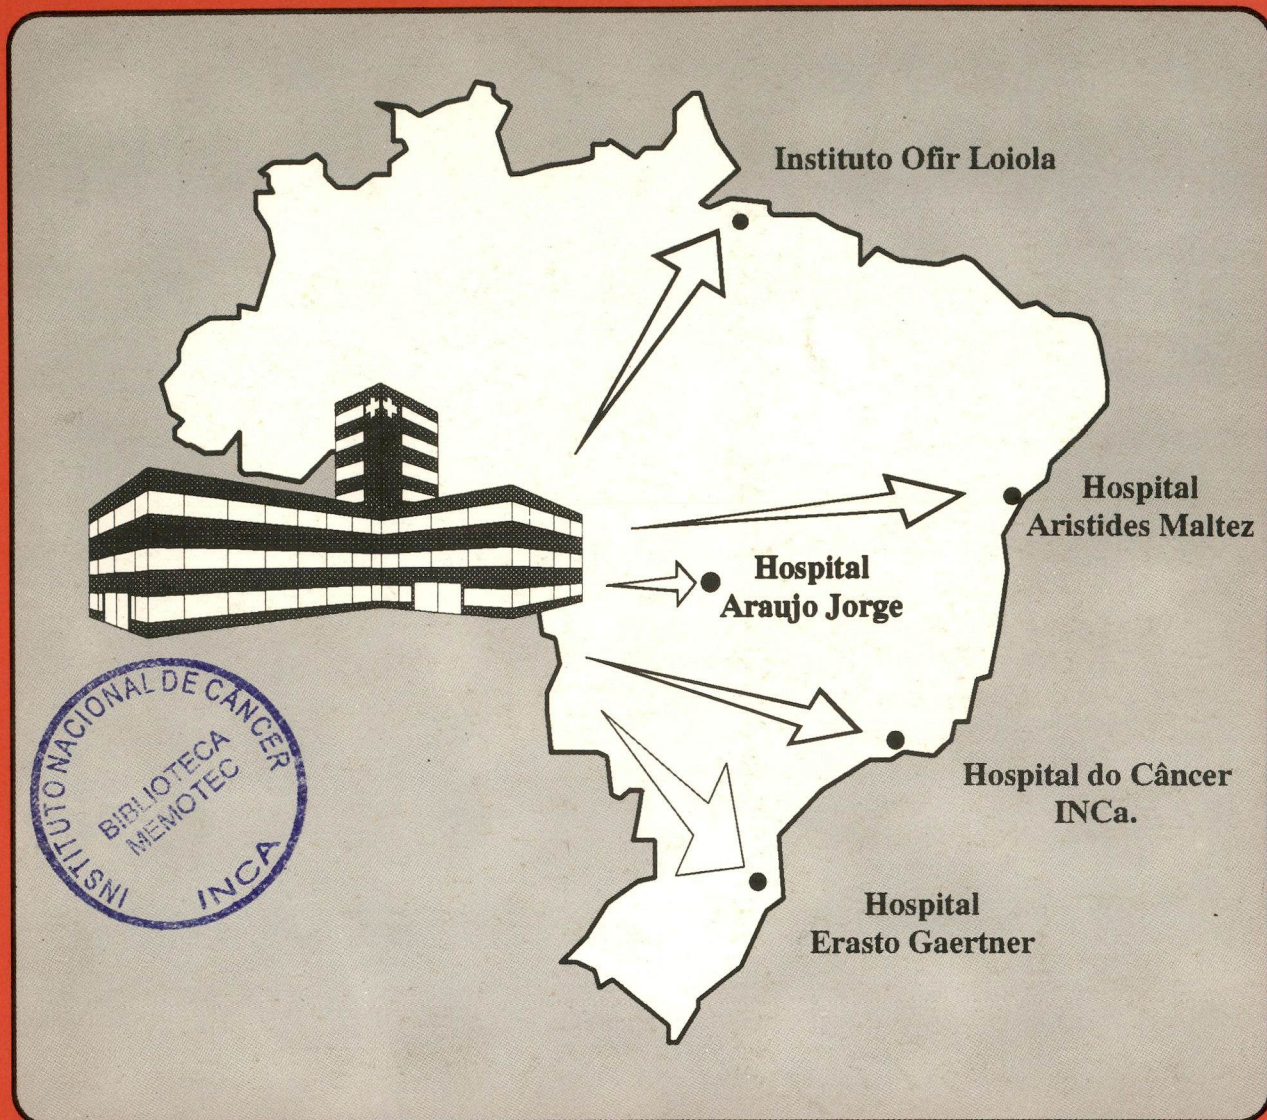 Instituto Ofir Loiola
Hospital
Aristides Maltez
Hospital
Araujo Jorge
INSTITUTO NACIONAL DE CÂNCER
BIBLIOTECA
MEMOTEC
INCA
Hospital do Câncer
INCa.
Hospital
Erasto Gaertner